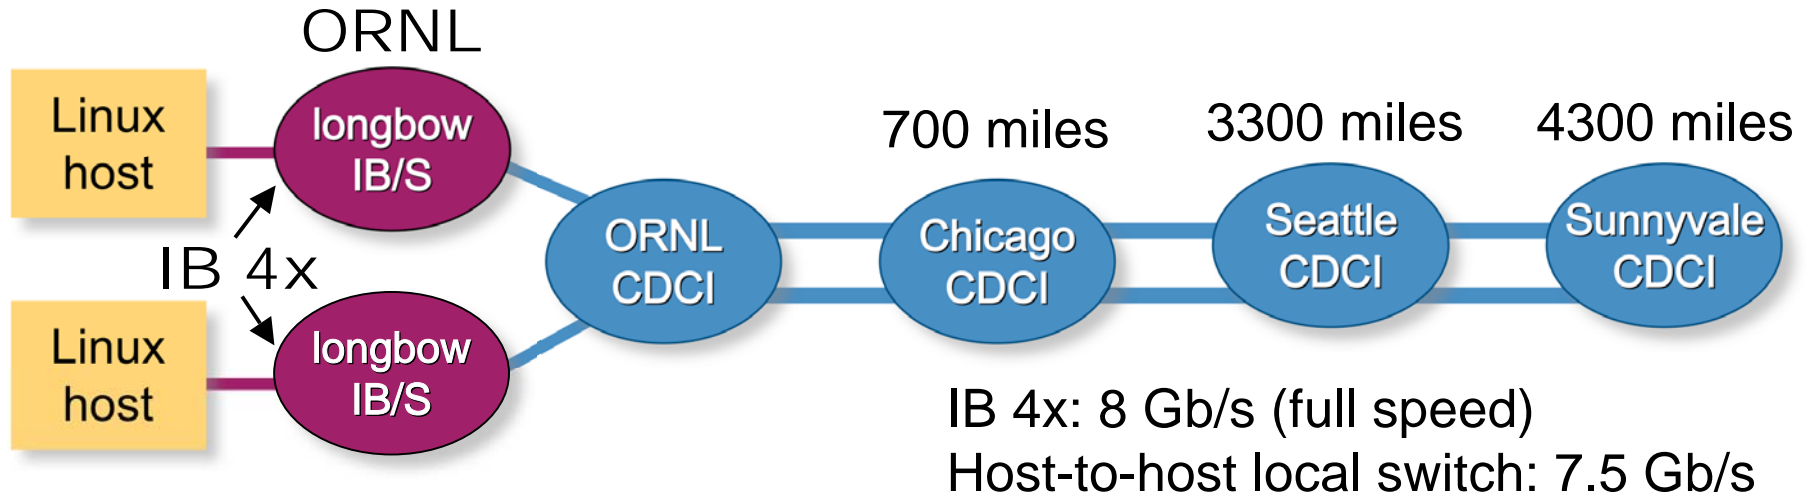 ORNL
Linux
host
longbow
IB/S
IB 4x
Linux
host
longbow
IB/S
ORNL
CDCI
700 miles
Chicago
CDCI
3300 miles
Seattle
CDCI
4300 miles
Sunnyvale
CDCI
IB 4x: 8 Gb/s (full speed)
Host-to-host local switch: 7.5 Gb/s